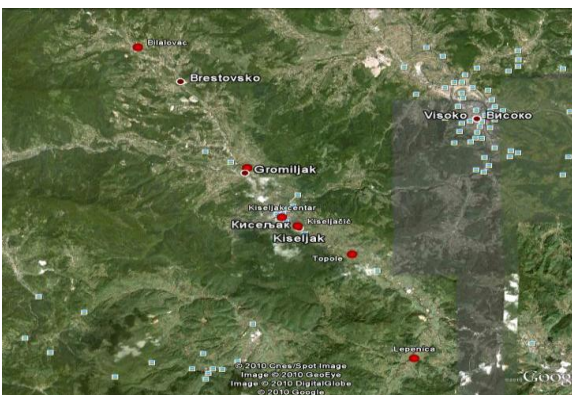 Bilalovac
Brestovsko
Visoko Високо
Gromiljak
Kiseljak centar
Кисељак Kiseljačić
Kiseljak
Topole
Lepenica
© 2010 Cnes/Spot Image
Image © 2010 GeoEye
Image © 2010 DigitalGlobe
© 2010 Google
©2010 Goog